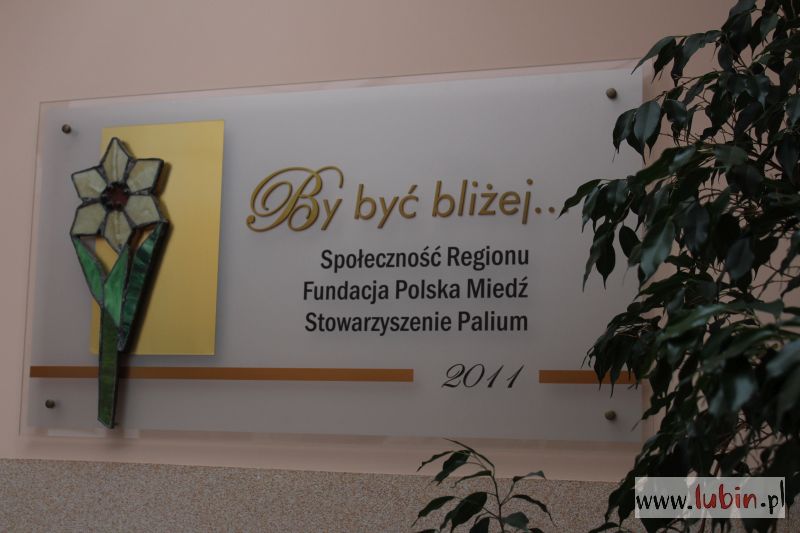 By być bliżej..
Społeczność Regionu
Fundacja Polska Miedź
Stowarzyszenie Palium
2011
www.lubin.pl